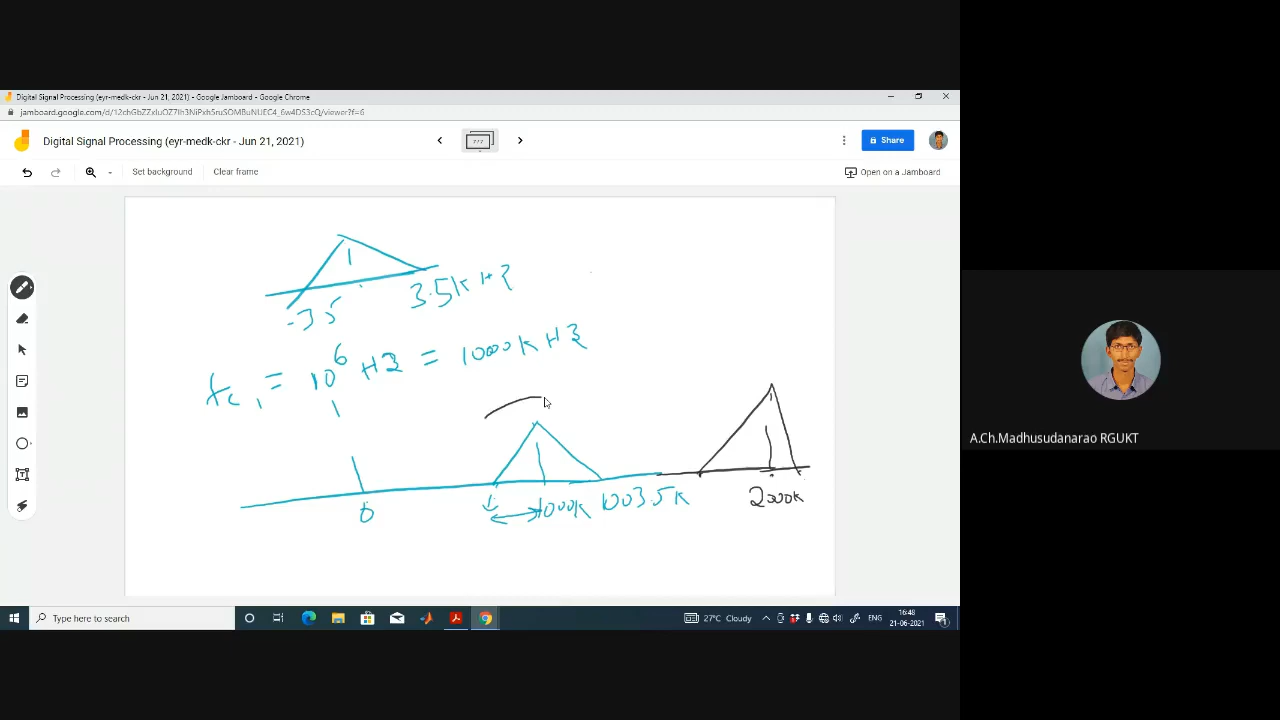 Digital Signal Processing (eyr-medk-ckr - Jun 21, 2021) - Google Jamboard - Google Chrome
Digital Signal Processing (eyr-medk-ckr - Jun 21, 2021)
Share
Set background
Clear frame
Open on a Jamboard
-3.5
3.5KHz
fc1 = 10^6 Hz = 1000KHz
0
1000K
1003.5K
2000K
A.Ch.Madhusudanarao RGUKT
Type here to search
27°C Cloudy
ENG
16:48
21-06-2021